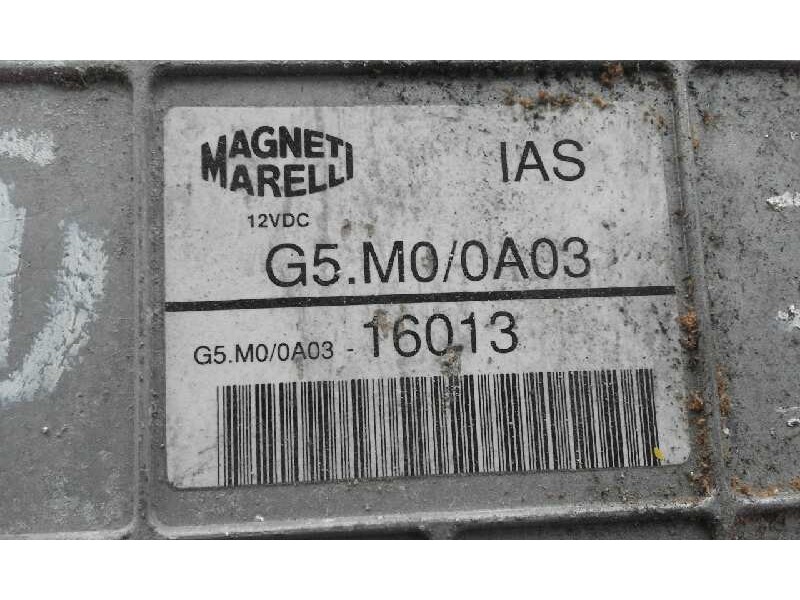 MAGNETI
MARELLI
IAS
12VDC
G5.M0/0A03
G5.M0/0A03 - 16013